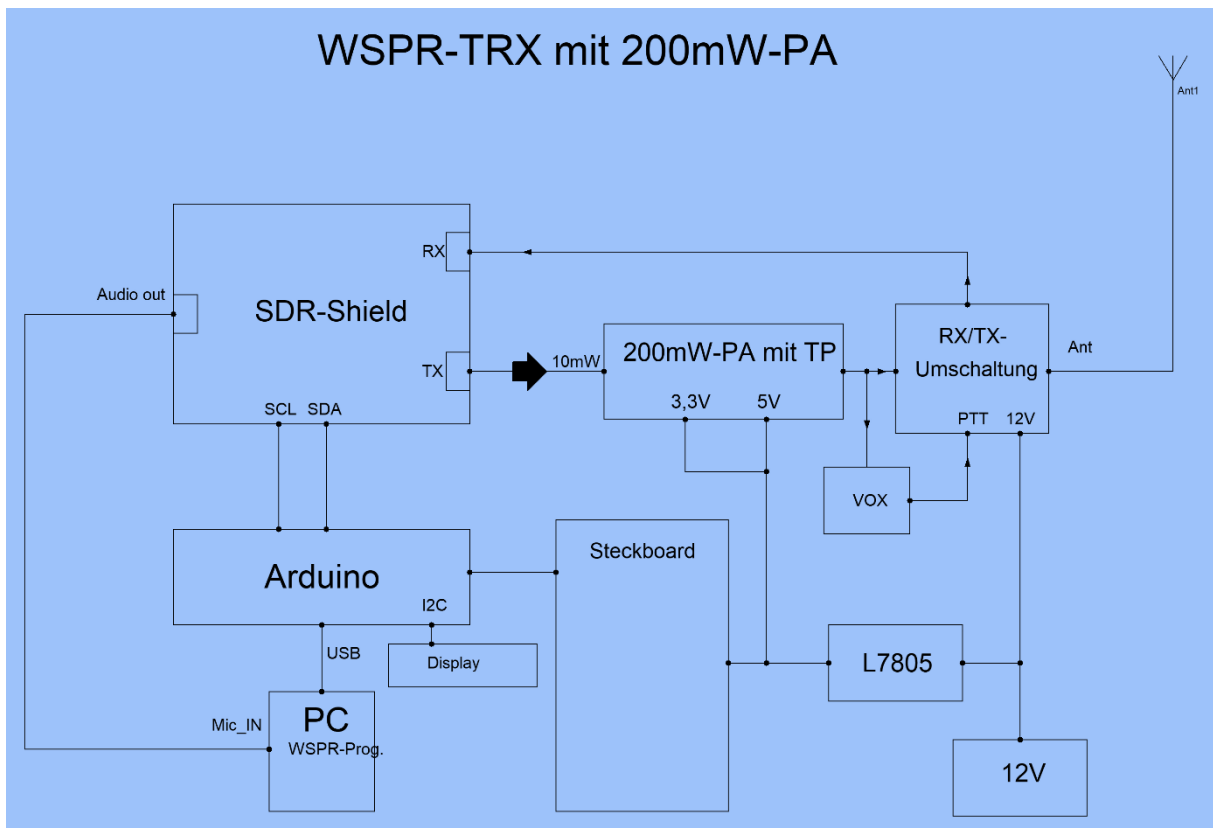 WSPR-TRX mit 200mW-PA
Ant1
RX
Audio out
SDR-Shield
RX/TX-
Umschaltung
Ant
TX
10mW
200mW-PA mit TP
3,3V
5V
PTT
12V
SCL
SDA
VOX
Steckboard
Arduino
I2C
USB
Display
L7805
Mic_IN
PC
WSPR-Prog.
12V